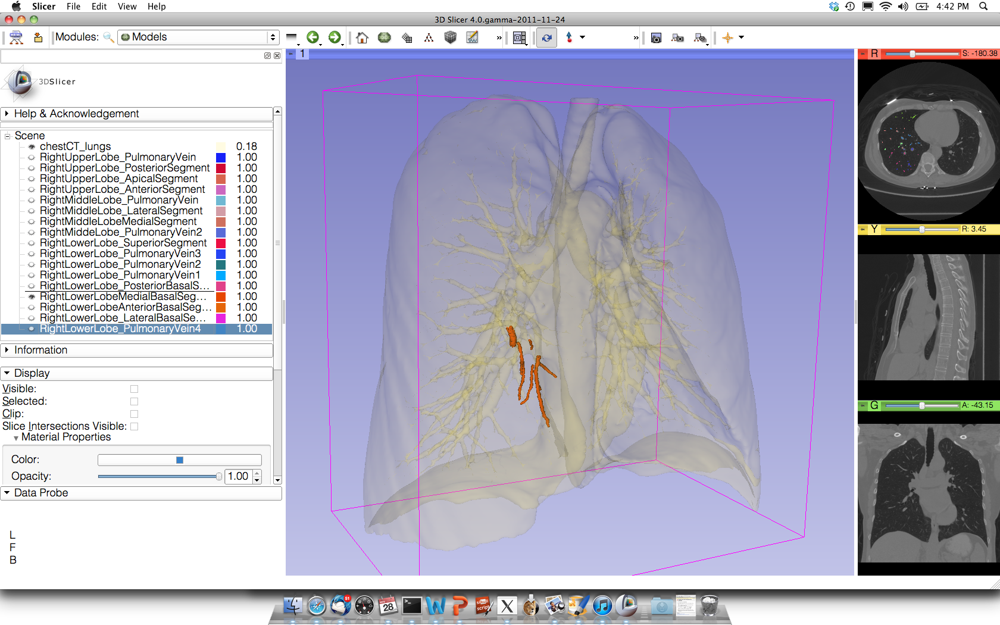 Slicer File Edit View Help 4:42 PM
3D Slicer 4.0.gamma-2011-11-24
Modules: Models » » 
1
R S: -180.38
3DSlicer
Help & Acknowledgement
Scene
chestCT_lungs 0.18
RightUpperLobe_PulmonaryVein 1.00
RightUpperLobe_PosteriorSegment 1.00
RightUpperLobe_ApicalSegment 1.00
RightUpperLobe_AnteriorSegment 1.00
RightMiddleLobe_PulmonaryVein 1.00
RightMiddleLobe_LateralSegment 1.00
RightMiddleLobeMedialSegment 1.00
RightMiddeLobe_PulmonaryVein2 1.00
RightLowerLobe_SuperiorSegment 1.00
RightLowerLobe_PulmonaryVein3 1.00
RightLowerLobe_PulmonaryVein2 1.00
RightLowerLobe_PulmonaryVein1 1.00
RightLowerLobe_PosteriorBasalS... 1.00
RightLowerLobeMedialBasalSeg... 1.00
RightLowerLobeAnteriorBasalSeg... 1.00
RightLowerLobe_LateralBasalSe... 1.00
RightLowerLobe_PulmonaryVein4 1.00
Y R: 3.45
Information
Display
Visible:
Selected:
Clip:
Slice Intersections Visible:
Material Properties
G A: -43.15
Color:
Opacity: 1.00
Data Probe
L
F
B
51
28
W
P
script
X